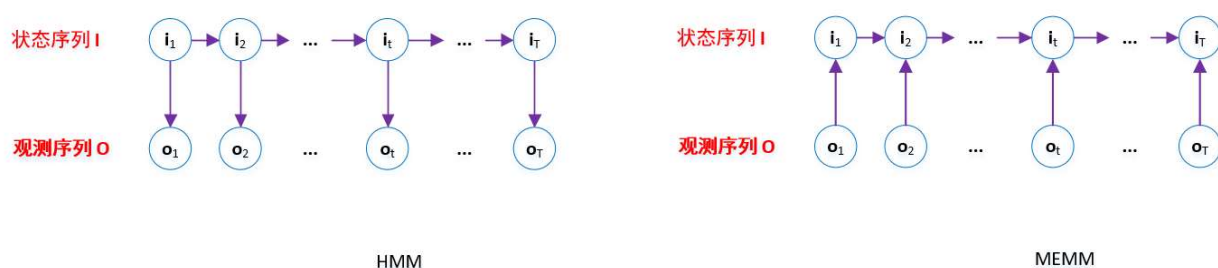 状态序列 I i1 i2 ... it ... iT
观测序列 O o1 o2 ... ot ... oT
HMM
状态序列 I i1 i2 ... it ... iT
观测序列 O o1 o2 ... ot ... oT
MEMM